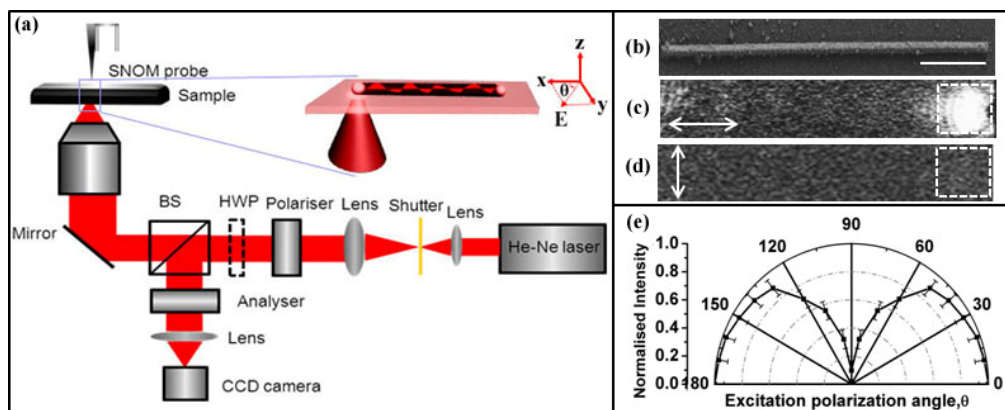 (a)
SNOM probe
Sample
z
x
θ
E
y
BS
HWP
Polariser
Lens
Shutter
Lens
Mirror
He-Ne laser
Analyser
Lens
CCD camera
(b)
(c)
(d)
(e)
90
120
60
150
30
180
0
1.0
0.8
0.6
0.4
0.2
0.0
Normalised Intensity
Excitation polarization angle,θ